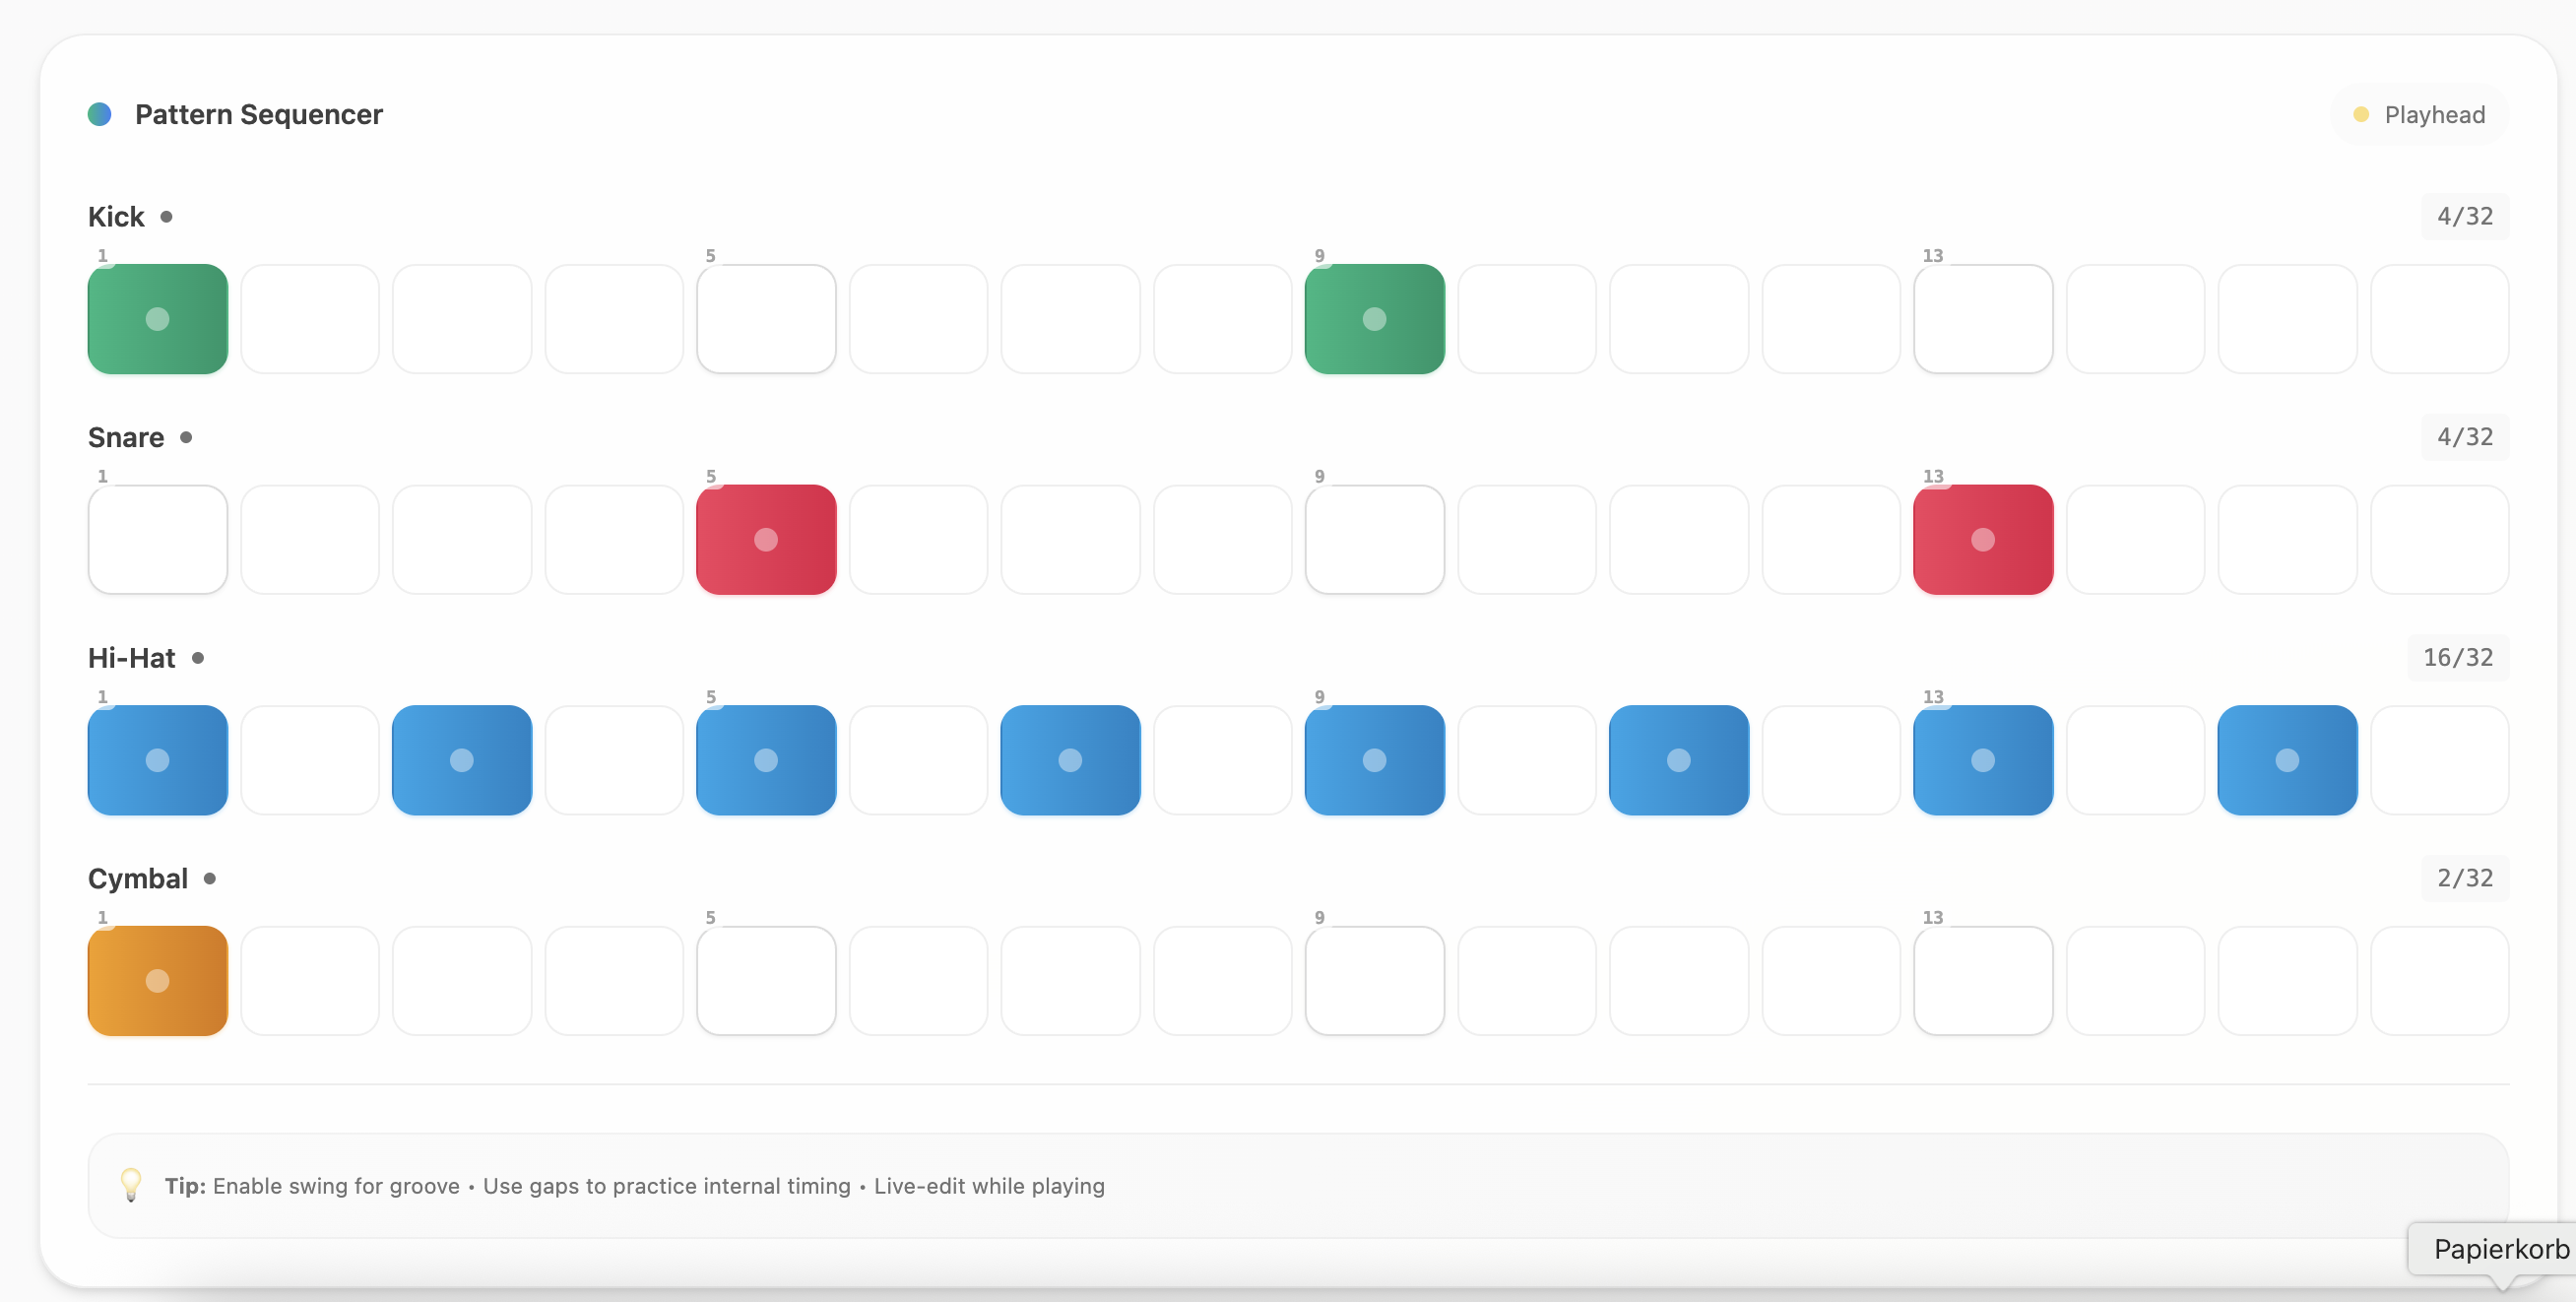 Pattern Sequencer
Playhead
Kick
4/32
1 5 9 13
Snare
4/32
1 5 9 13
Hi-Hat
16/32
1 5 9 13
Cymbal
2/32
1 5 9 13
Tip: Enable swing for groove • Use gaps to practice internal timing • Live-edit while playing
Papierkorb